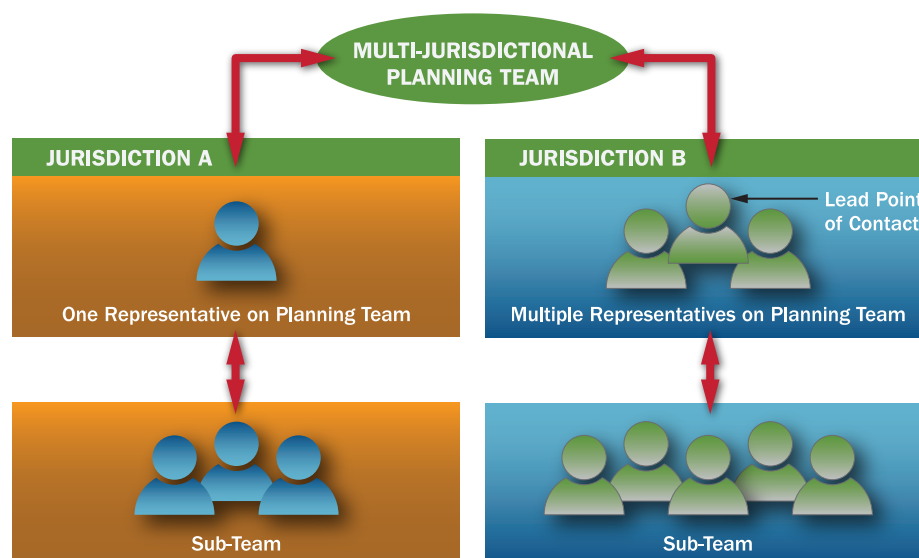 MULTI-JURISDICTIONAL
PLANNING TEAM
JURISDICTION A
JURISDICTION B
Lead Point
of Contact
One Representative on Planning Team
Multiple Representatives on Planning Team
Sub-Team
Sub-Team